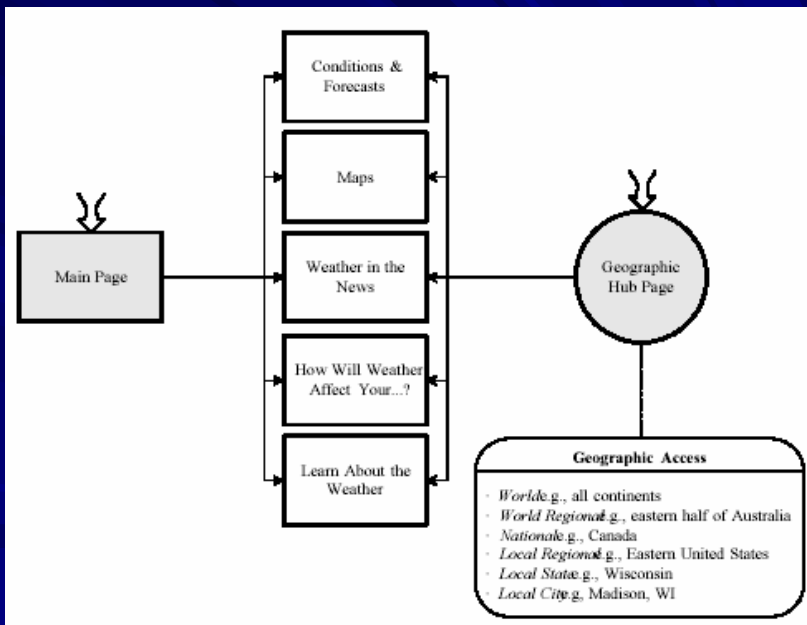 Conditions &
Forecasts
Maps
Main Page
Weather in the
News
Geographic
Hub Page
How Will Weather
Affect Your...?
Learn About the
Weather
Geographic Access
· World e.g., all continents
· World Regional e.g., eastern half of Australia
· National e.g., Canada
· Local Regional e.g., Eastern United States
· Local State e.g., Wisconsin
· Local City e.g, Madison, WI